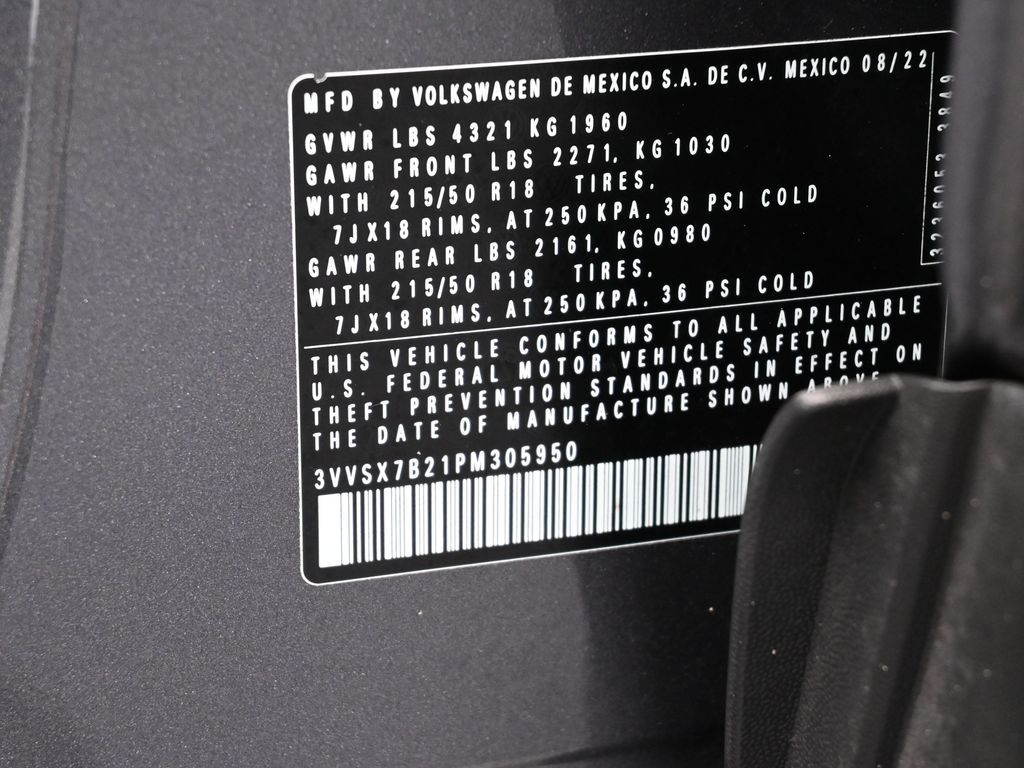 MFD BY VOLKSWAGEN DE MEXICO S.A. DE C.V. MEXICO 08/22
GVWR LBS 4321 KG 1960
GAWR FRONT LBS 2271, KG 1030
WITH 215/50 R18 TIRES,
7JX18 RIMS, AT 250 KPA, 36 PSI COLD
GAWR REAR LBS 2161, KG 0980
WITH 215/50 R18 TIRES,
7JX18 RIMS, AT 250 KPA, 36 PSI COLD
THIS VEHICLE CONFORMS TO ALL APPLICABLE
U.S. FEDERAL MOTOR VEHICLE SAFETY AND
THEFT PREVENTION STANDARDS IN EFFECT ON
THE DATE OF MANUFACTURE SHOWN ABOVE
3VVSX7B21PM305950